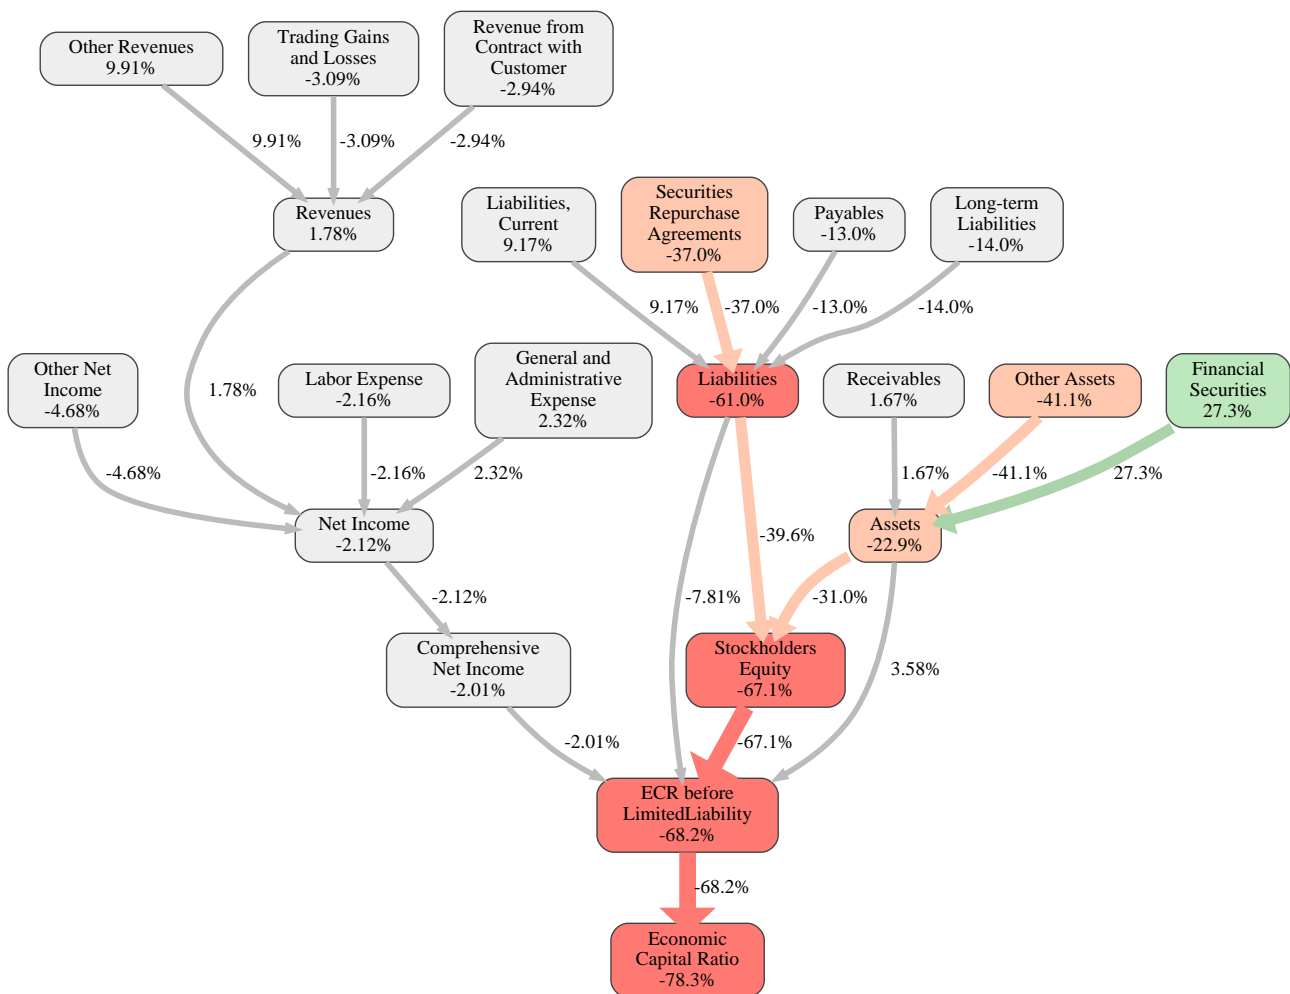 Other Revenues
9.91%
Trading Gains
and Losses
-3.09%
Revenue from
Contract with
Customer
-2.94%
9.91%
-3.09%
-2.94%
Revenues
1.78%
Liabilities,
Current
9.17%
Securities
Repurchase
Agreements
-37.0%
Payables
-13.0%
Long-term
Liabilities
-14.0%
9.17%
-37.0%
-13.0%
-14.0%
Other Net
Income
-4.68%
1.78%
Labor Expense
-2.16%
General and
Administrative
Expense
2.32%
Liabilities
-61.0%
Receivables
1.67%
Other Assets
-41.1%
Financial
Securities
27.3%
-4.68%
-2.16%
2.32%
1.67%
-41.1%
27.3%
Net Income
-2.12%
-39.6%
Assets
-22.9%
-2.12%
-7.81%
-31.0%
Comprehensive
Net Income
-2.01%
Stockholders
Equity
-67.1%
3.58%
-2.01%
-67.1%
ECR before
LimitedLiability
-68.2%
-68.2%
Economic
Capital Ratio
-78.3%